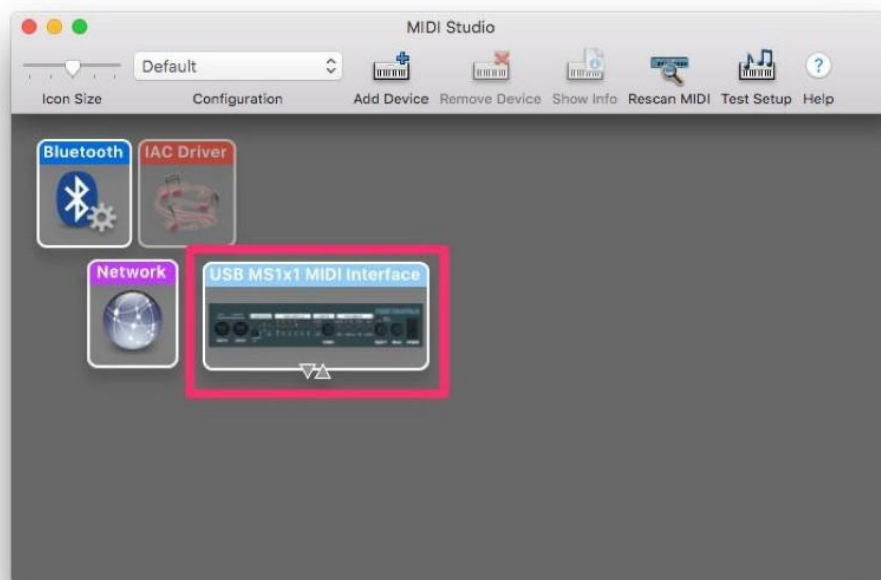 MIDI Studio
Default
Icon Size Configuration Add Device Remove Device Show Info Rescan MIDI Test Setup Help
Bluetooth IAC Driver
Network USB MS1x1 MIDI Interface